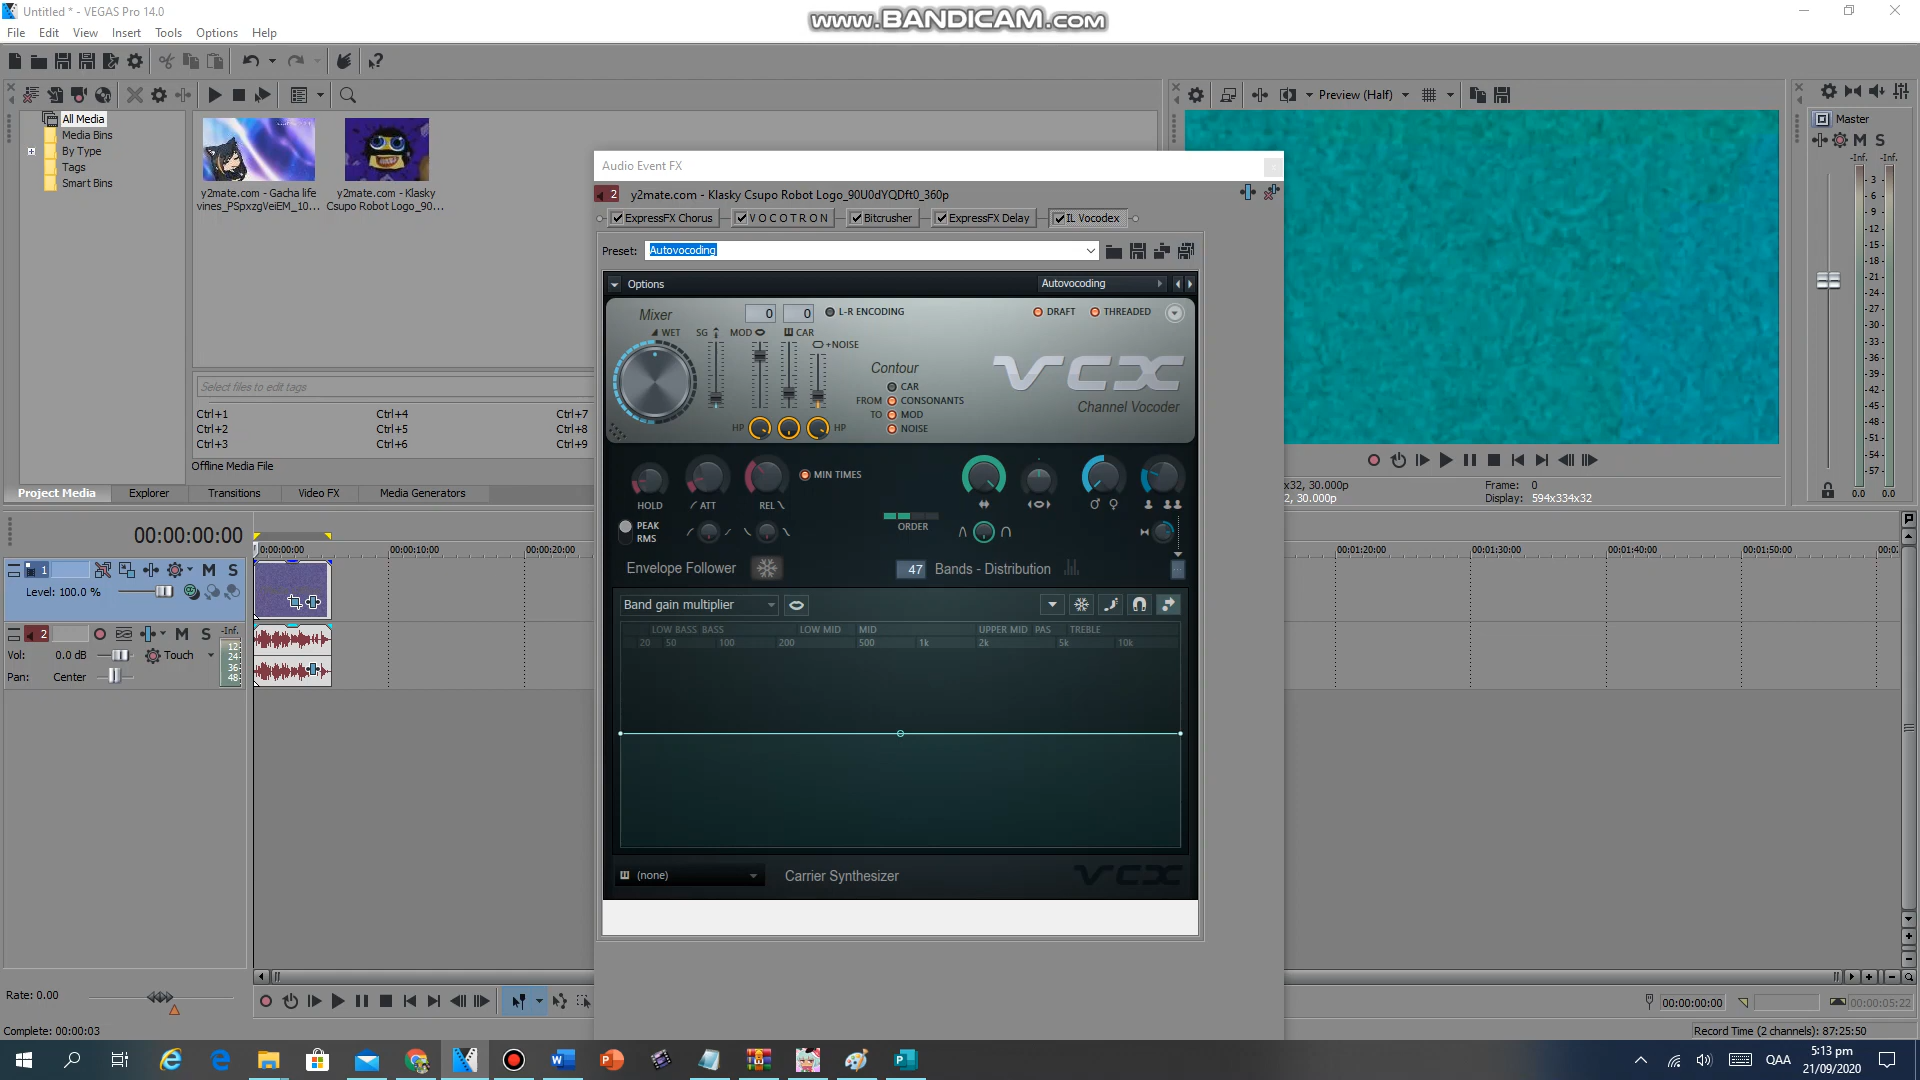 Untitled * - VEGAS Pro 14.0
www.BANDICAM.com
File Edit View Insert Tools Options Help
Preview (Half)
All Media
Media Bins
By Type
Tags
Smart Bins
y2mate.com - Gacha life vines_PSpxzgVeiEM_10...
y2mate.com - Klasky Csupo Robot Logo_90...
Select files to edit tags
Ctrl+1 Ctrl+4 Ctrl+7
Ctrl+2 Ctrl+5 Ctrl+8
Ctrl+3 Ctrl+6 Ctrl+9
Offline Media File
Project Media Explorer Transitions Video FX Media Generators
Audio Event FX
2 y2mate.com - Klasky Csupo Robot Logo_90U0dYQDft0_360p
ExpressFX Chorus V O C O T R O N Bitcrusher ExpressFX Delay IL Vocodex
Preset: Autovocoding
Options Autovocoding
Mixer 0 0 L-R ENCODING DRAFT THREADED
WET SG MOD CAR
+NOISE
Contour
CAR
FROM CONSONANTS
TO MOD
NOISE
HP HP
VCX
Channel Vocoder
MIN TIMES
HOLD ATT REL
PEAK
RMS
ORDER
Envelope Follower 47 Bands - Distribution
Band gain multiplier
LOW BASS BASS LOW MID MID UPPER MID PAS TREBLE
20 50 100 200 500 1k 2k 5k 10k
(none) Carrier Synthesizer VCX
Master
M S
-Inf. -Inf.
3
6
9
12
15
18
21
24
27
30
33
36
39
42
45
48
51
54
57
0.0 0.0
x32, 30.000p Frame: 0
2, 30.000p Display: 594x334x32
00:00:00:00
0:00:00:00 00:00:10:00 00:00:20:00 00:01:20:00 00:01:30:00 00:01:40:00 00:01:50:00 00:02
1 M S
Level: 100.0 %
2 M S -Inf.
Vol: 0.0 dB Touch
Pan: Center
12
24
36
48
Rate: 0.00
00:00:00:00 00:00:05:22
Complete: 00:00:03
Record Time (2 channels): 87:25:50
QAA
5:13 pm
21/09/2020